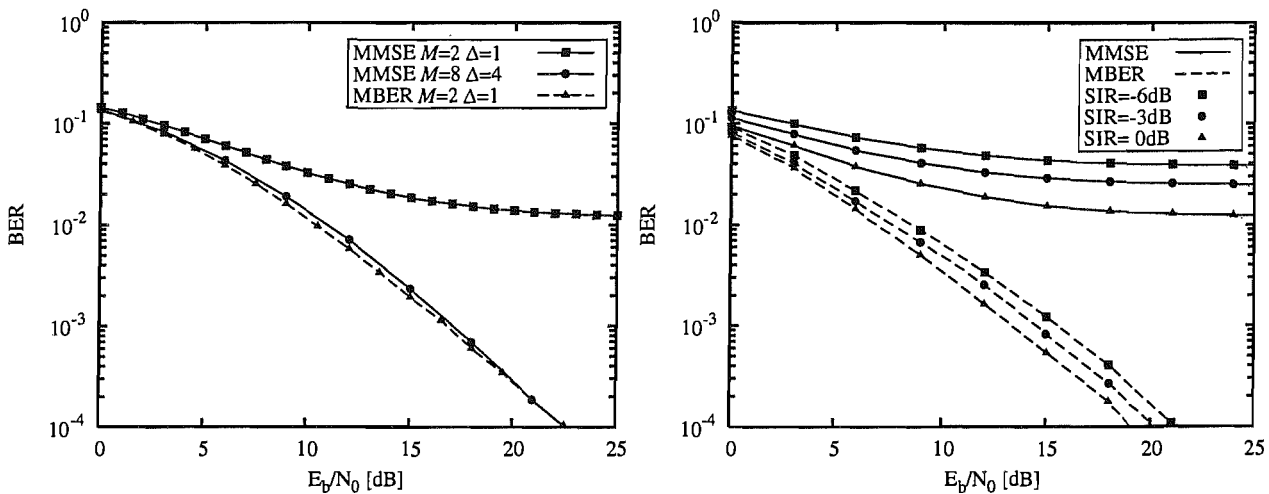 10^0
10^-1
10^-2
10^-3
10^-4
BER
0 5 10 15 20 25
E_b/N_0 [dB]
MMSE M=2 Δ=1
MMSE M=8 Δ=4
MBER M=2 Δ=1
10^0
10^-1
10^-2
10^-3
10^-4
BER
0 5 10 15 20 25
E_b/N_0 [dB]
MMSE
MBER
SIR=-6dB
SIR=-3dB
SIR= 0dB